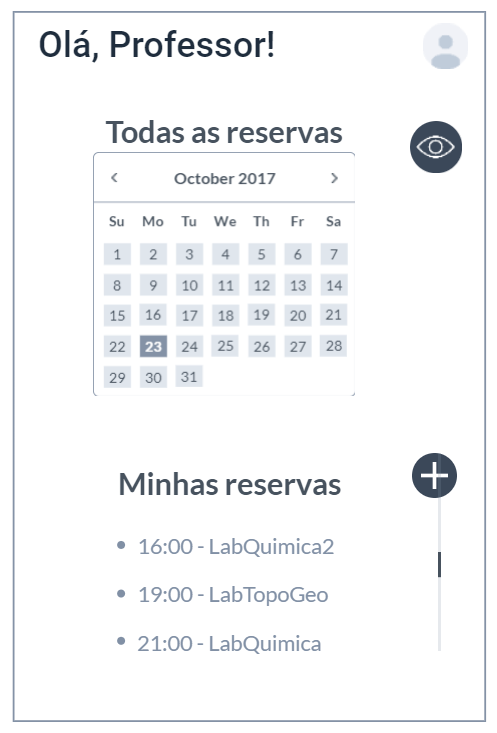 Olá, Professor!
Todas as reservas
‹ October 2017 ›
Su Mo Tu We Th Fr Sa
1 2 3 4 5 6 7
8 9 10 11 12 13 14
15 16 17 18 19 20 21
22 23 24 25 26 27 28
29 30 31
Minhas reservas
• 16:00 - LabQuimica2
• 19:00 - LabTopoGeo
• 21:00 - LabQuimica